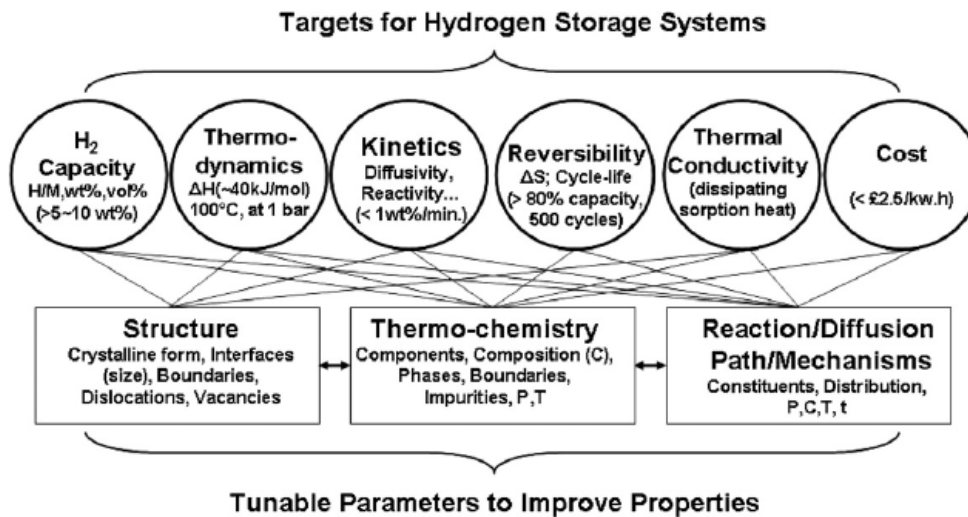 Targets for Hydrogen Storage Systems
H₂
Capacity
H/M,wt%,vol%
(>5~10 wt%)
Thermo-
dynamics
ΔH(~40kJ/mol)
100°C, at 1 bar
Kinetics
Diffusivity,
Reactivity...
(< 1wt%/min.)
Reversibility
ΔS; Cycle-life
(> 80% capacity,
500 cycles)
Thermal
Conductivity
(dissipating
sorption heat)
Cost
(< £2.5/kw.h)
Structure
Crystalline form, Interfaces
(size), Boundaries,
Dislocations, Vacancies
Thermo-chemistry
Components, Composition (C),
Phases, Boundaries,
Impurities, P,T
Reaction/Diffusion
Path/Mechanisms
Constituents, Distribution,
P,C,T, t
Tunable Parameters to Improve Properties